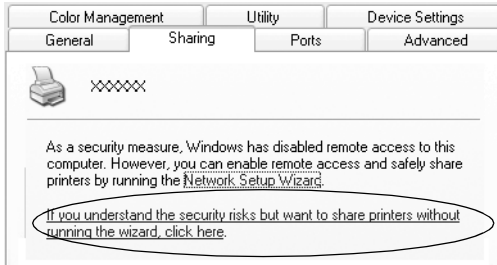 Color Management Utility Device Settings
General Sharing Ports Advanced
XXXXXX
As a security measure, Windows has disabled remote access to this
computer. However, you can enable remote access and safely share
printers by running the Network Setup Wizard.
If you understand the security risks but want to share printers without
running the wizard, click here.